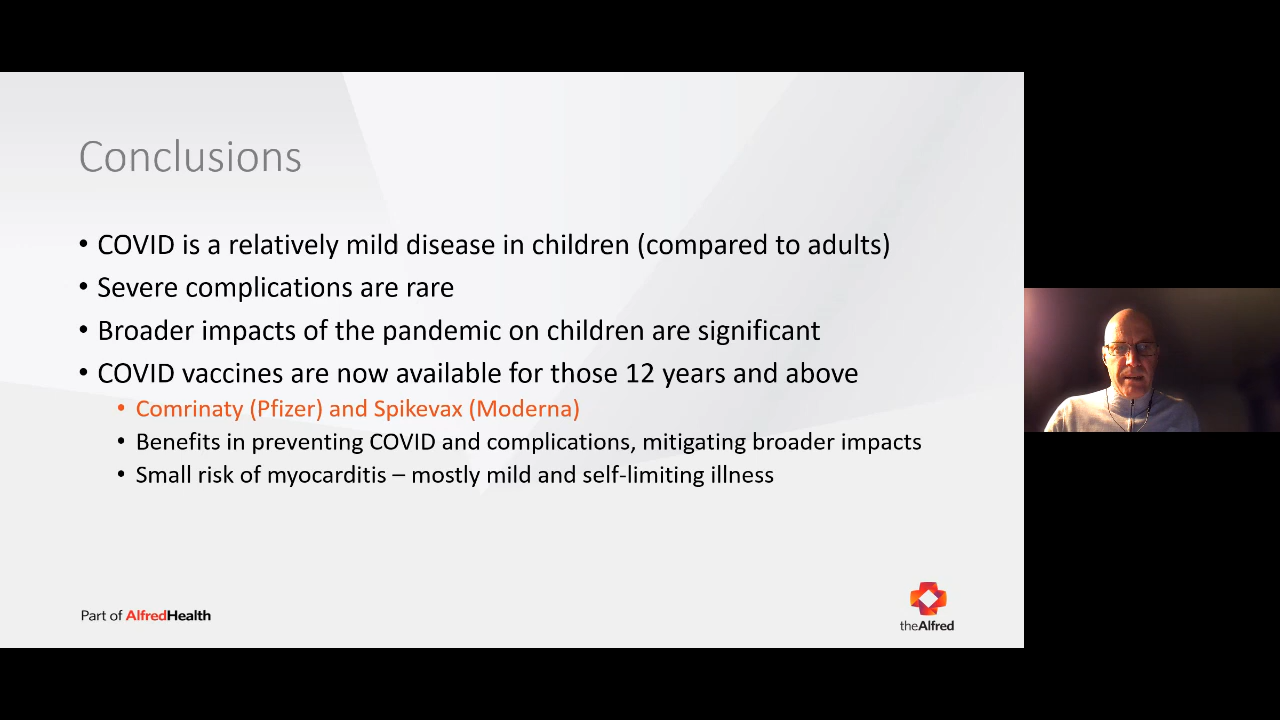 Conclusions
• COVID is a relatively mild disease in children (compared to adults)
• Severe complications are rare
• Broader impacts of the pandemic on children are significant
• COVID vaccines are now available for those 12 years and above
• Comrinaty (Pfizer) and Spikevax (Moderna)
• Benefits in preventing COVID and complications, mitigating broader impacts
• Small risk of myocarditis – mostly mild and self-limiting illness
Part of AlfredHealth
theAlfred